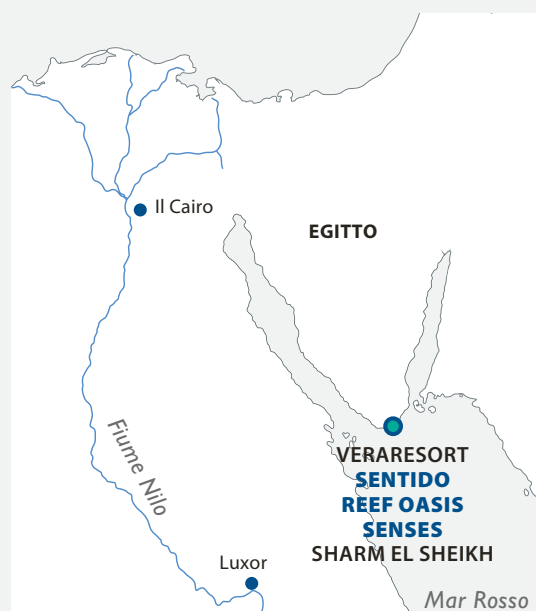 Il Cairo
EGITTO
Fiume Nilo
VERARESORT
SENTIDO
REEF OASIS
SENSES
SHARM EL SHEIKH
Luxor
Mar Rosso